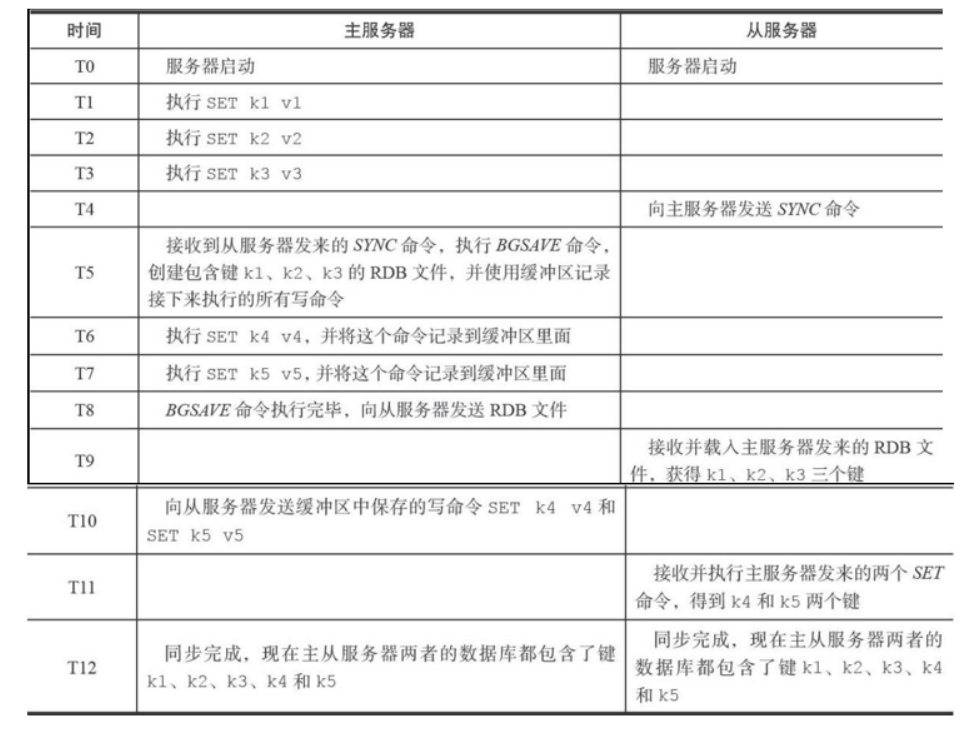 时间 主服务器 从服务器
T0 服务器启动 服务器启动
T1 执行 SET k1 v1
T2 执行 SET k2 v2
T3 执行 SET k3 v3
T4 向主服务器发送 SYNC 命令
接收到从服务器发来的 SYNC 命令，执行 BGSAVE 命令，
T5 创建包含键 k1、k2、k3 的 RDB 文件，并使用缓冲区记录
接下来执行的所有写命令
T6 执行 SET k4 v4，并将这个命令记录到缓冲区里面
T7 执行 SET k5 v5，并将这个命令记录到缓冲区里面
T8 BGSAVE 命令执行完毕，向从服务器发送 RDB 文件
T9 接收并载入主服务器发来的 RDB 文
件，获得 k1、k2、k3 三个键
T10 向从服务器发送缓冲区中保存的写命令 SET k4 v4 和
SET k5 v5
T11 接收并执行主服务器发来的两个 SET
命令，得到 k4 和 k5 两个键
T12 同步完成，现在主从服务器两者的数据库都包含了键
k1、k2、k3、k4 和 k5
同步完成，现在主从服务器两者的
数据库都包含了键 k1、k2、k3、k4
和 k5